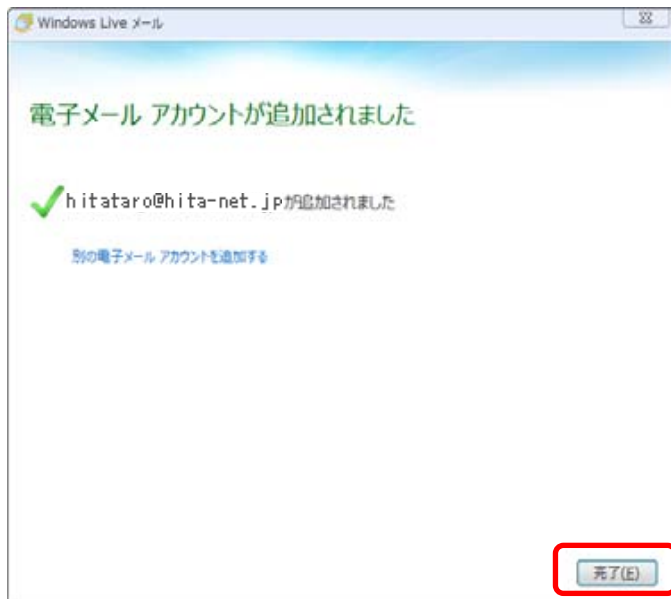 Windows Live メール
電子メール アカウントが追加されました
hitataro@hita-net.jpが追加されました
別の電子メール アカウントを追加する
完了(E)